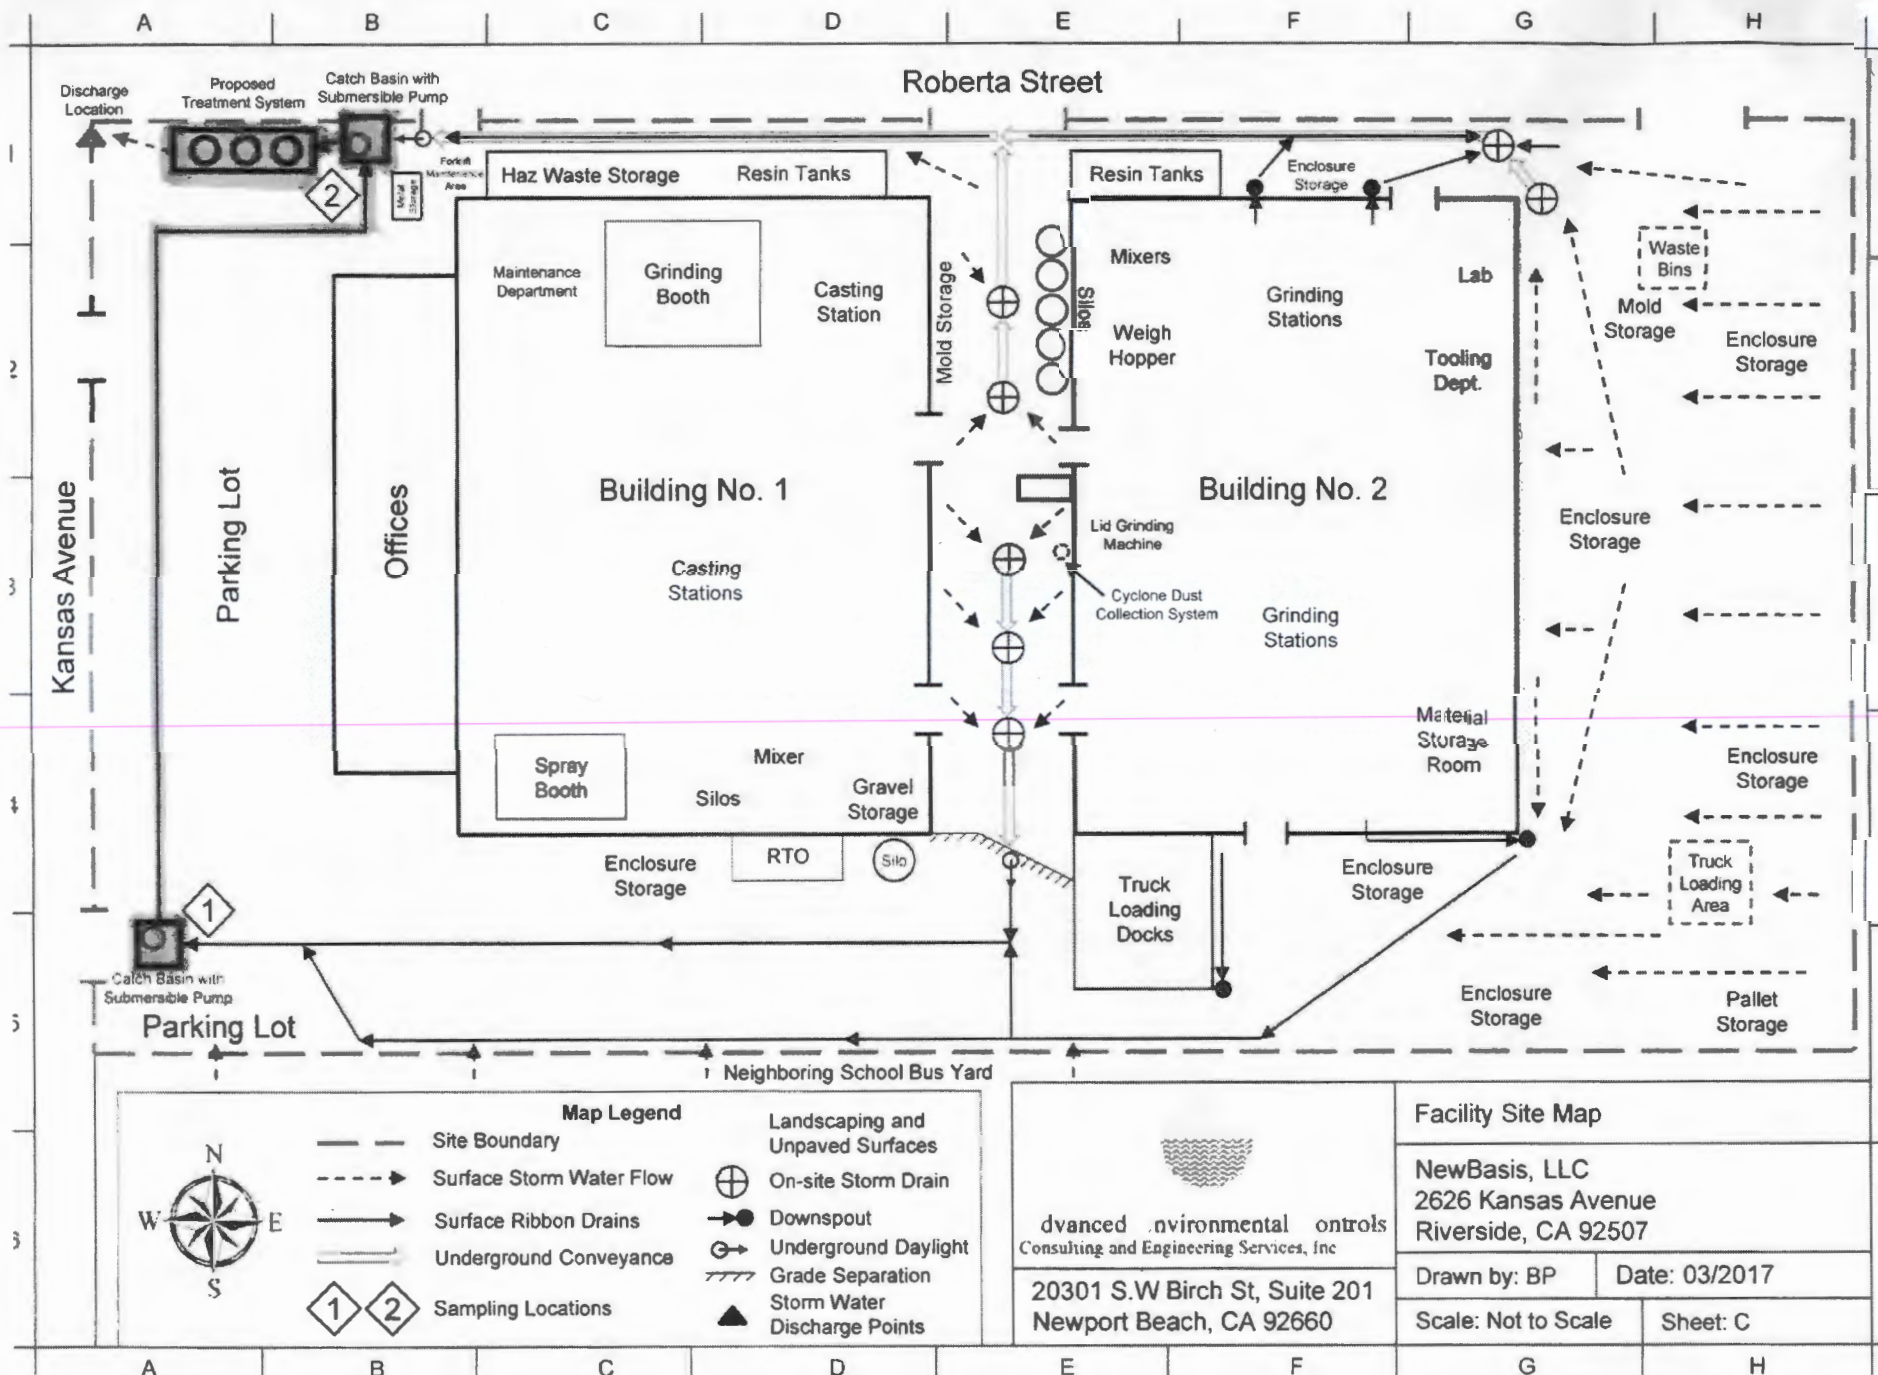 A B C D E F G H
Roberta Street
Discharge
Location
Proposed
Treatment System
Catch Basin with
Submersible Pump
1
Forklift
Maintenance
Area
Metal
Storage
2
Haz Waste Storage
Resin Tanks
Resin Tanks
Enclosure
Storage
Maintenance
Department
Grinding
Booth
Casting
Station
Mold Storage
Silos
Mixers
Weigh
Hopper
Grinding
Stations
Lab
Tooling
Dept.
Waste
Bins
Mold
Storage
Enclosure
Storage
2
Kansas Avenue
Parking Lot
Offices
Building No. 1
Building No. 2
Lid Grinding
Machine
Enclosure
Storage
3
Casting
Stations
Cyclone Dust
Collection System
Grinding
Stations
Material
Storage
Room
Enclosure
Storage
4
Spray
Booth
Mixer
Silos
Gravel
Storage
Enclosure
Storage
RTO
Silo
Truck
Loading
Docks
Enclosure
Storage
Truck
Loading
Area
1
Catch Basin with
Submersible Pump
Parking Lot
Enclosure
Storage
Pallet
Storage
5
Neighboring School Bus Yard
Map Legend
N
W E
S
Site Boundary
Surface Storm Water Flow
Surface Ribbon Drains
Underground Conveyance
1 2 Sampling Locations
Landscaping and
Unpaved Surfaces
On-site Storm Drain
Downspout
Underground Daylight
Grade Separation
Storm Water
Discharge Points
dvanced nvironmental ontrols
Consulting and Engineering Services, Inc
20301 S.W Birch St, Suite 201
Newport Beach, CA 92660
Facility Site Map
NewBasis, LLC
2626 Kansas Avenue
Riverside, CA 92507
Drawn by: BP
Date: 03/2017
Scale: Not to Scale
Sheet: C
6
A B C D E F G H